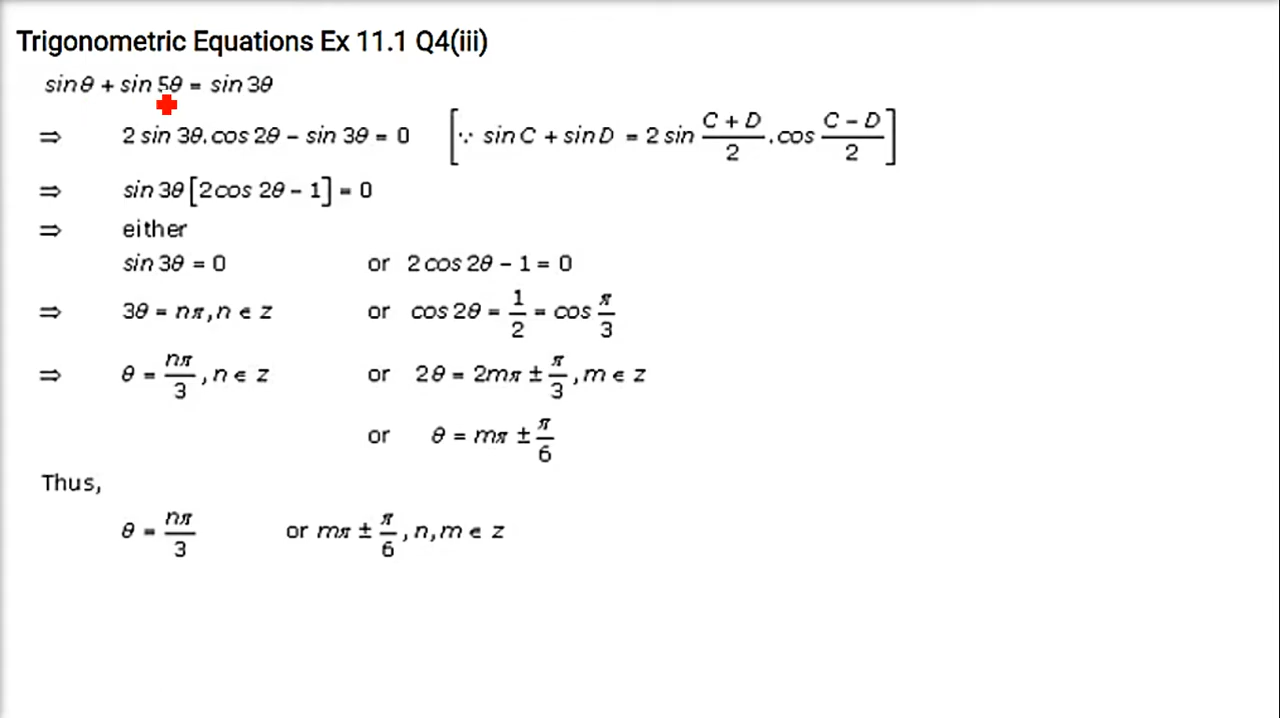 Trigonometric Equations Ex 11.1 Q4(iii)
sinθ + sin 5θ = sin 3θ
⇒ 2 sin 3θ.cos 2θ − sin 3θ = 0 [∵ sin C + sin D = 2 sin (C + D)/2 .cos (C − D)/2]
⇒ sin 3θ [2cos 2θ − 1] = 0
⇒ either
sin 3θ = 0 or 2 cos 2θ − 1 = 0
⇒ 3θ = nπ, n ∈ z or cos 2θ = 1/2 = cos π/3
⇒ θ = nπ/3, n ∈ z or 2θ = 2mπ ± π/3, m ∈ z
or θ = mπ ± π/6
Thus,
θ = nπ/3 or mπ ± π/6, n, m ∈ z